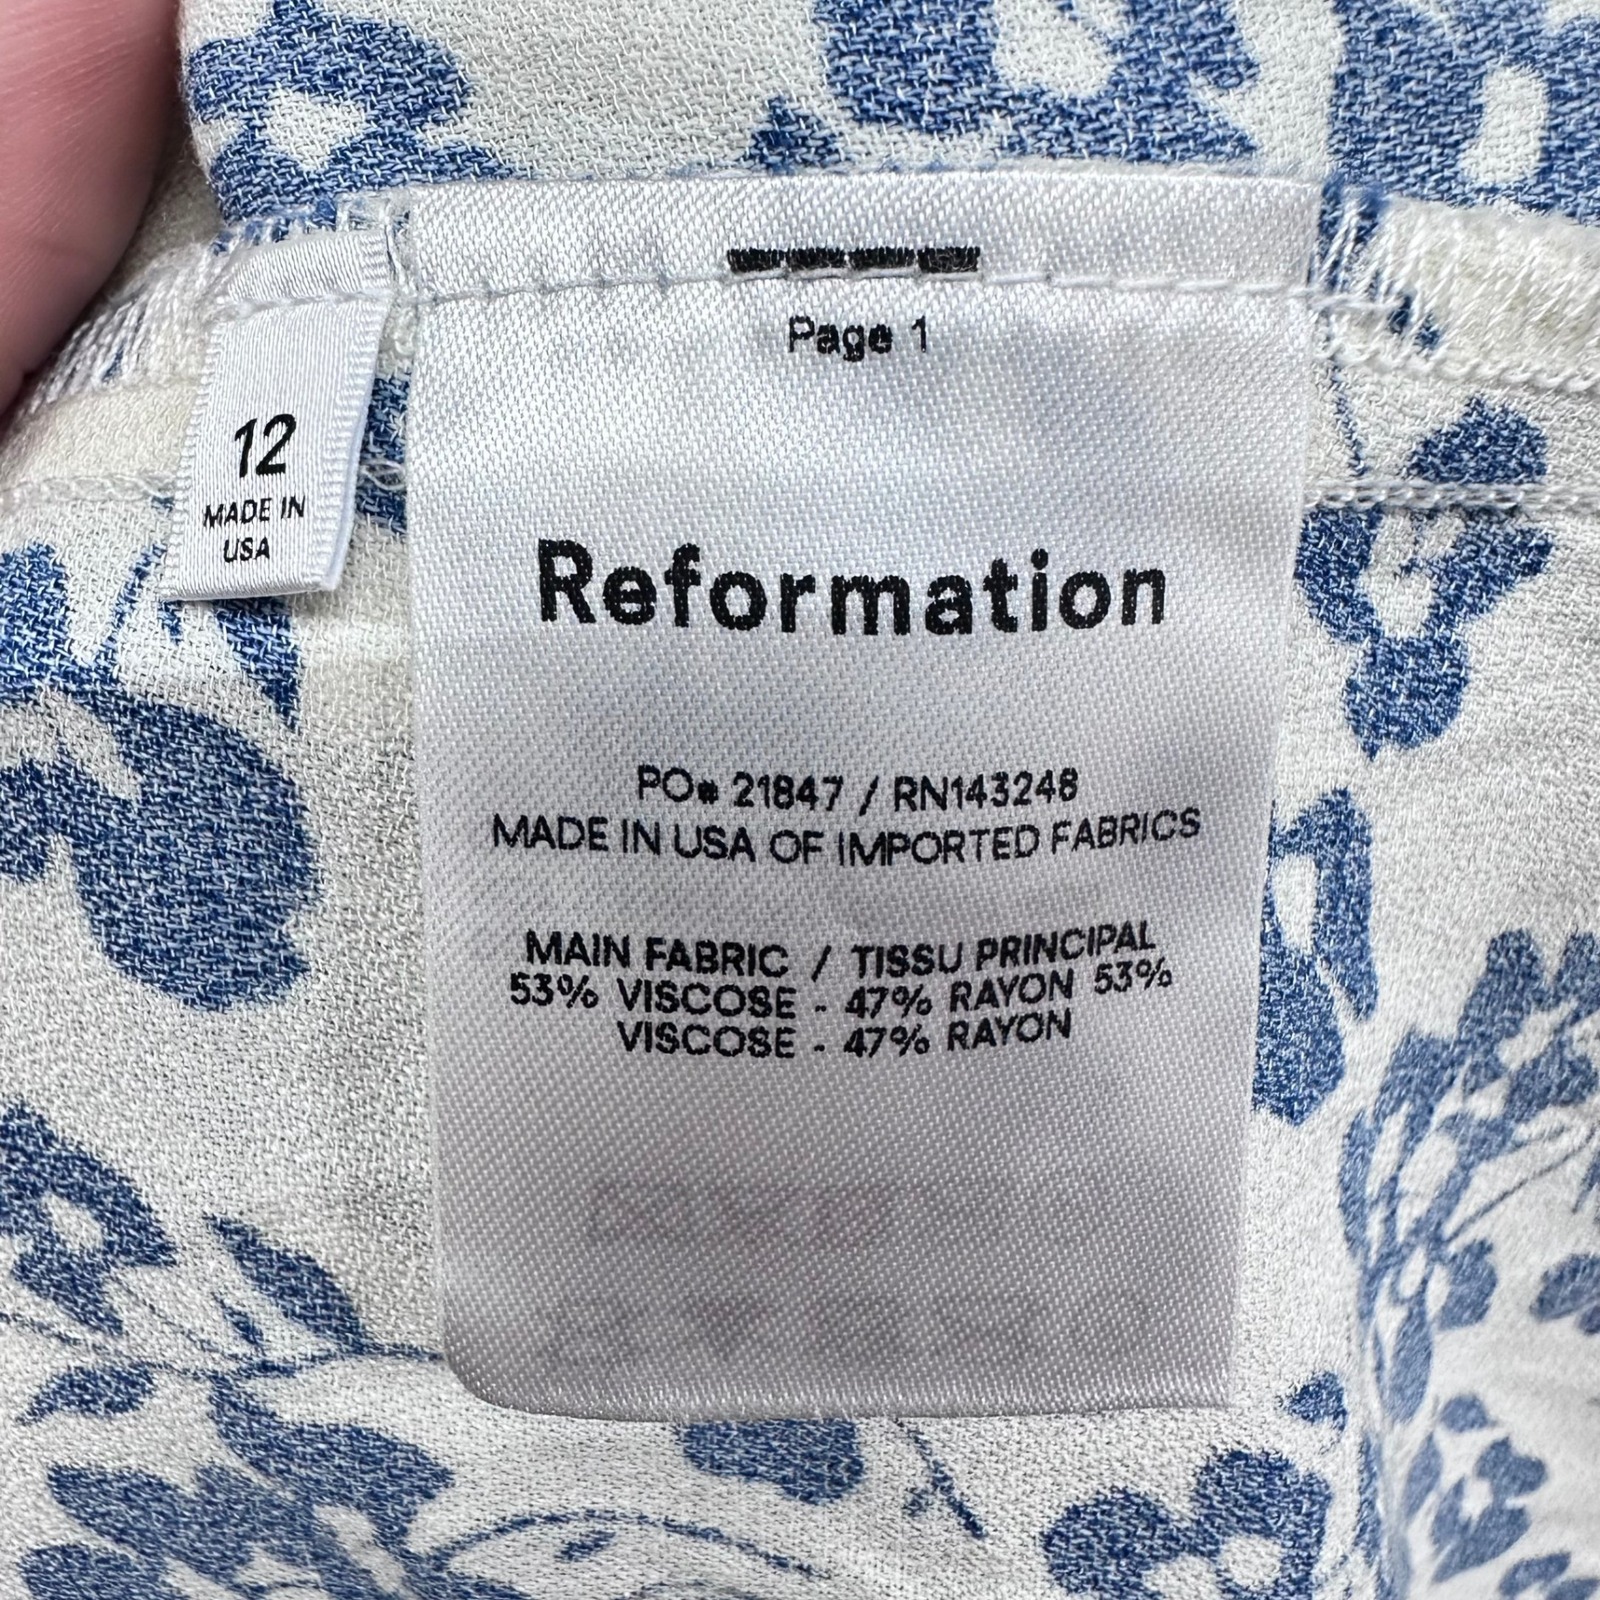 Page 1
12
MADE IN
USA
Reformation
PO# 21847 / RN143248
MADE IN USA OF IMPORTED FABRICS
MAIN FABRIC / TISSU PRINCIPAL
53% VISCOSE - 47% RAYON 53%
VISCOSE - 47% RAYON